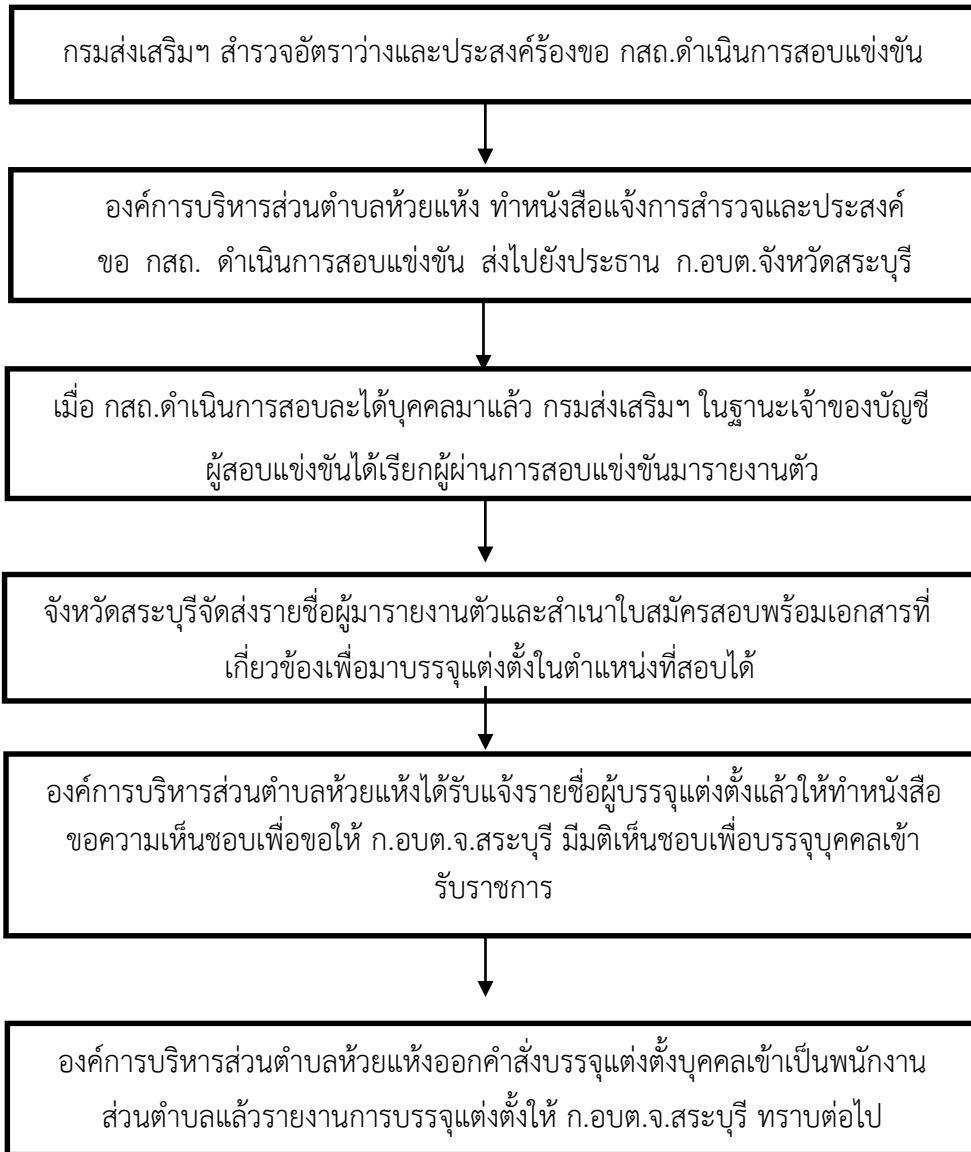 กรมส่งเสริมฯ สำรวจอัตราว่างและประสงค์ร้องขอ กสถ.ดำเนินการสอบแข่งขัน
องค์การบริหารส่วนตำบลห้วยแห้ง ทำหนังสือแจ้งการสำรวจและประสงค์
ขอ กสถ. ดำเนินการสอบแข่งขัน ส่งไปยังประธาน ก.อบต.จังหวัดสระบุรี
เมื่อ กสถ.ดำเนินการสอบละได้บุคคลมาแล้ว กรมส่งเสริมฯ ในฐานะเจ้าของบัญชี
ผู้สอบแข่งขันได้เรียกผู้ผ่านการสอบแข่งขันมารายงานตัว
จังหวัดสระบุรีจัดส่งรายชื่อผู้มารายงานตัวและสำเนาใบสมัครสอบพร้อมเอกสารที่
เกี่ยวข้องเพื่อมาบรรจุแต่งตั้งในตำแหน่งที่สอบได้
องค์การบริหารส่วนตำบลห้วยแห้งได้รับแจ้งรายชื่อผู้บรรจุแต่งตั้งแล้วให้ทำหนังสือ
ขอความเห็นชอบเพื่อขอให้ ก.อบต.จ.สระบุรี มีมติเห็นชอบเพื่อบรรจุบุคคลเข้า
รับราชการ
องค์การบริหารส่วนตำบลห้วยแห้งออกคำสั่งบรรจุแต่งตั้งบุคคลเข้าเป็นพนักงาน
ส่วนตำบลแล้วรายงานการบรรจุแต่งตั้งให้ ก.อบต.จ.สระบุรี ทราบต่อไป